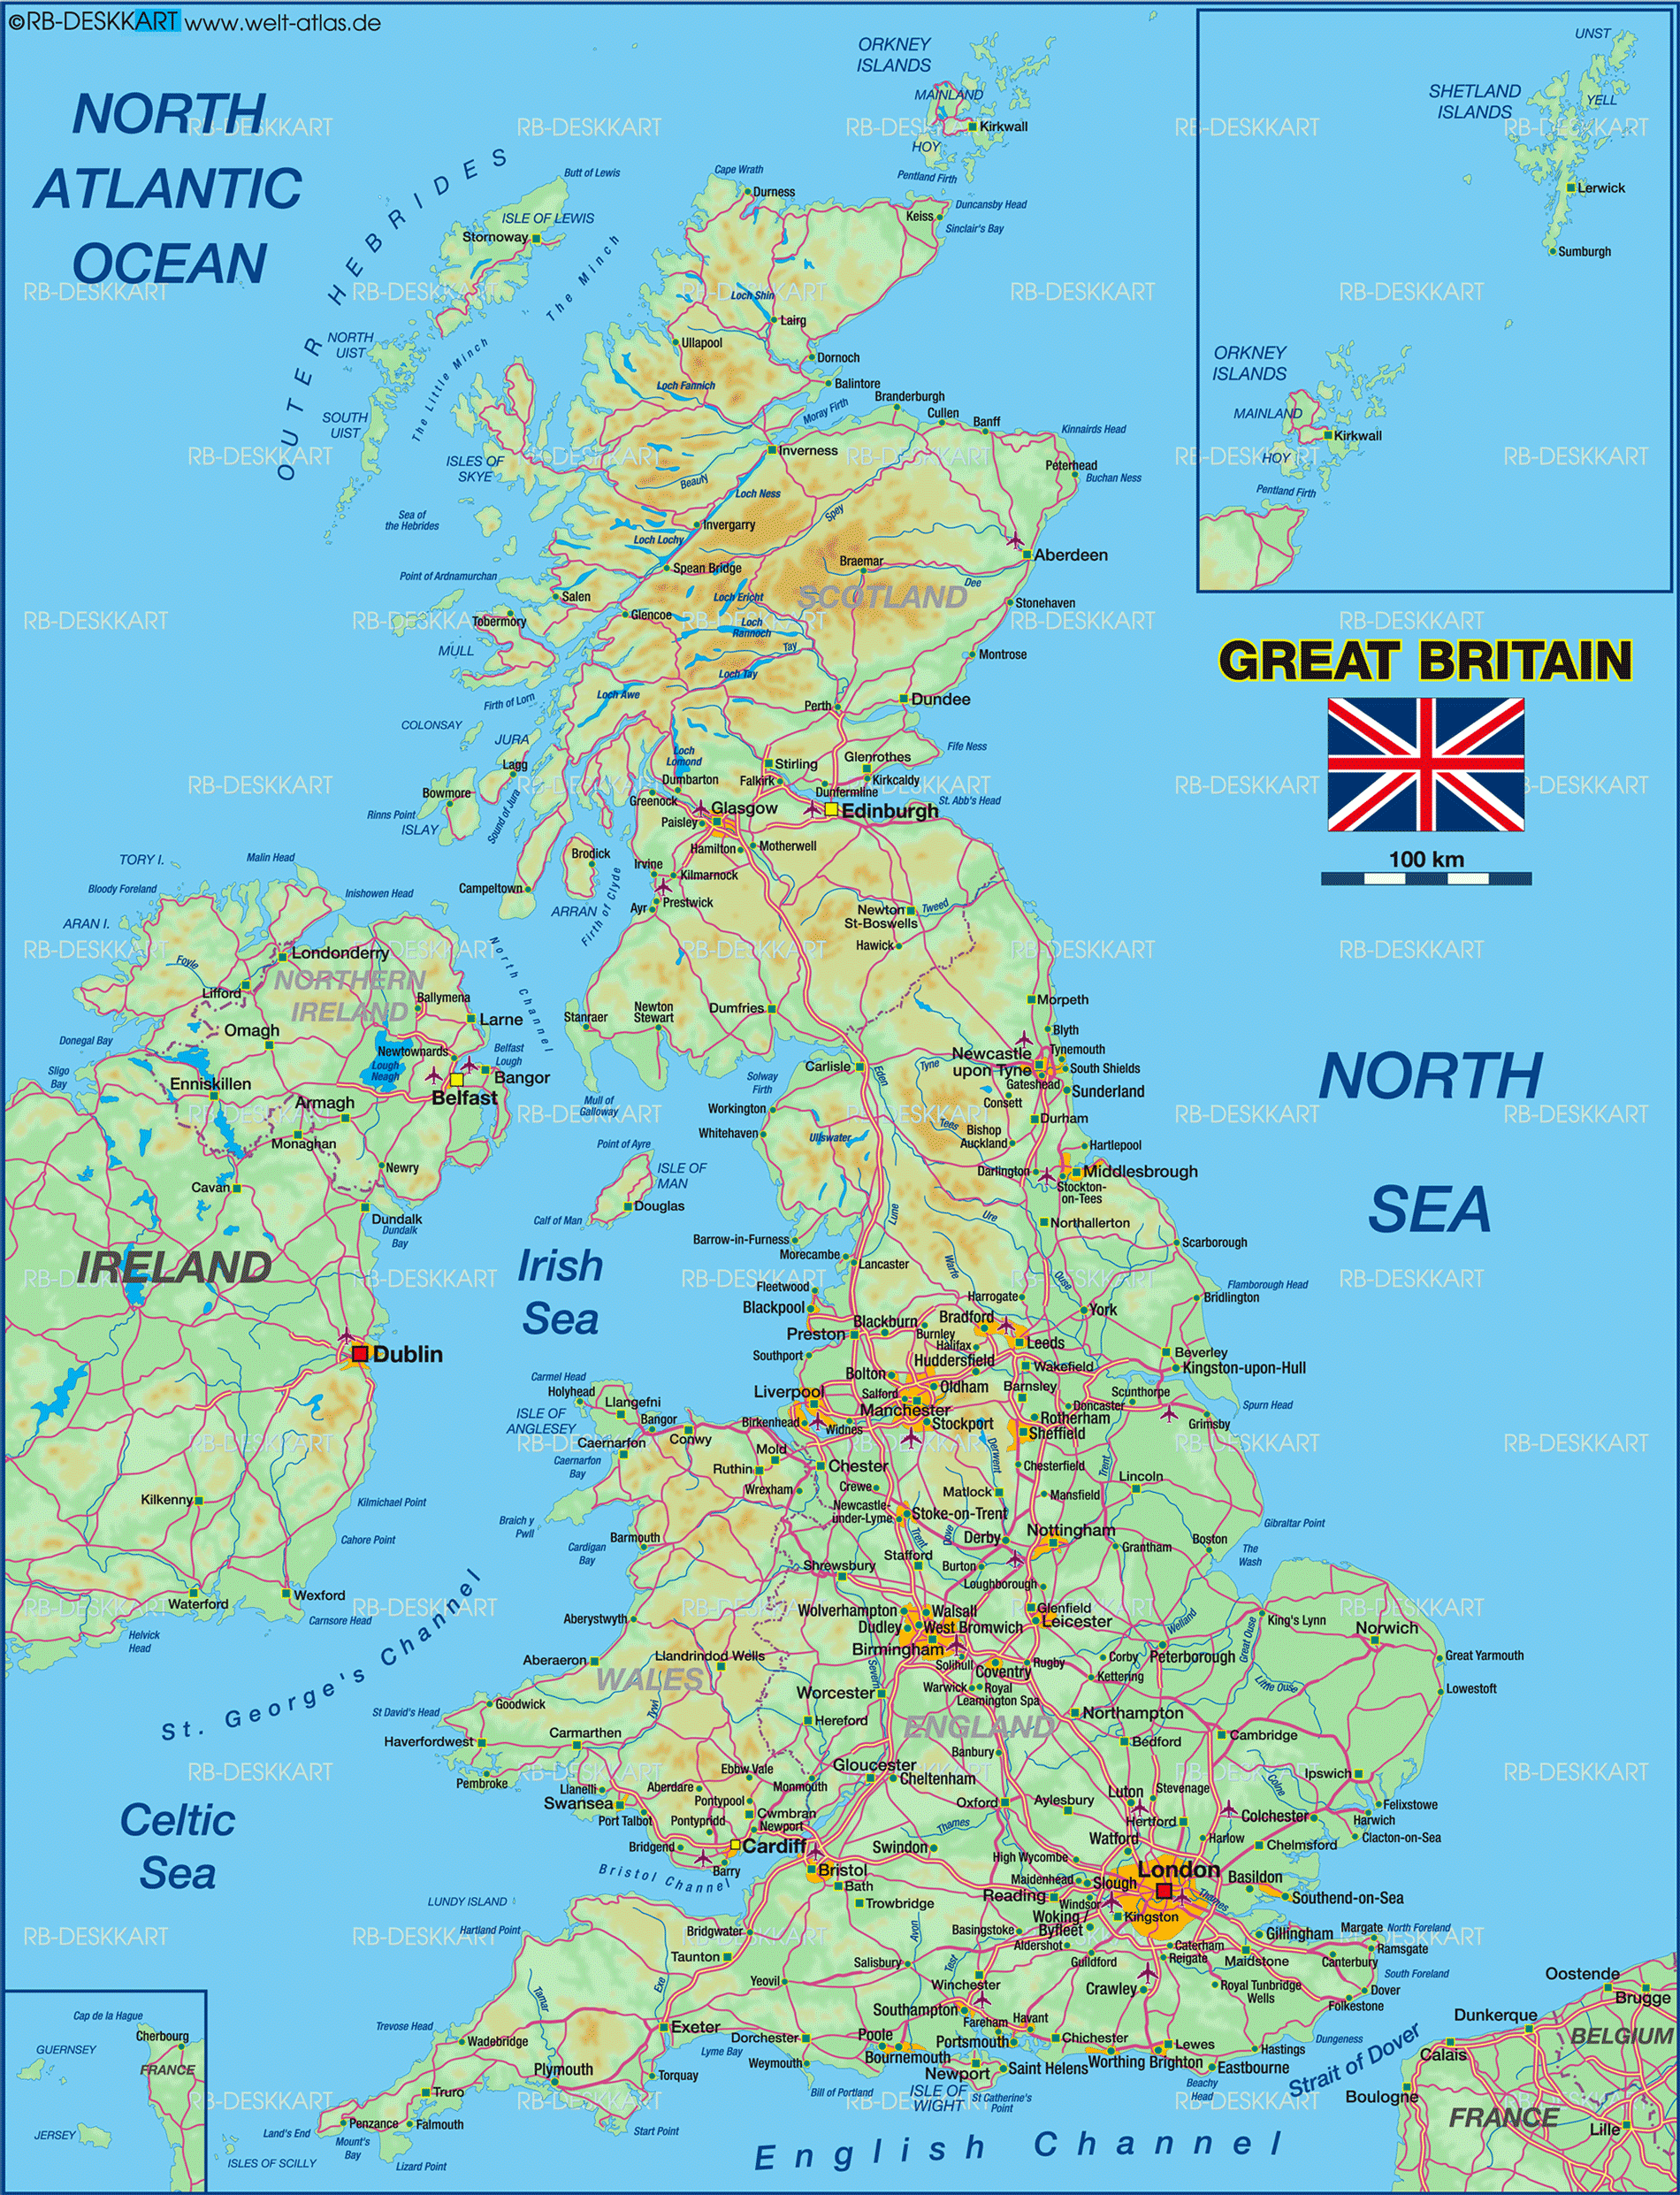 ©RB-DESKKART www.welt-atlas.de
NORTH
ATLANTIC
OCEAN
OUTER HEBRIDES
Butt of Lewis
ISLE OF LEWIS
Stornoway
The Minch
The Little Minch
NORTH
UIST
SOUTH
UIST
ISLES OF
SKYE
Sea of
the Hebrides
ORKNEY
ISLANDS
MAINLAND
Kirkwall
HOY
Pentland Firth
Cape Wrath
Durness
Keiss
Duncansby Head
Sinclair's Bay
Loch Shin
Lairg
Ullapool
Dornoch
Loch Fannich
Balintore
Moray Firth
Branderburgh
Cullen
Banff
Kinnairds Head
Inverness
Peterhead
Buchan Ness
Beauly
Loch Ness
Spey
Invergarry
Loch Lochy
Aberdeen
Braemar
Spean Bridge
SCOTLAND
Dee
Point of Ardnamurchan
Salen
Loch Ericht
Stonehaven
Tobermory
Glencoe
Loch
Rannoch
MULL
Tay
Montrose
Loch Tay
Firth of Lorn
Loch Awe
Perth
Dundee
COLONSAY
JURA
Lagg
Loch
Lomond
Stirling
Glenrothes
Fife Ness
Dumbarton
Falkirk
Kirkcaldy
Dunfermline
Bowmore
Greenock
Glasgow
Edinburgh
St. Abb's Head
Rinns Point
ISLAY
Sound of Jura
Paisley
Hamilton
Motherwell
Brodick
Irvine
Kilmarnock
Campeltown
ARRAN
Firth of Clyde
Prestwick
Ayr
Newton
St-Boswells
Tweed
Hawick
Stanraer
Newton
Stewart
Dumfries
UNST
SHETLAND
ISLANDS
YELL
Lerwick
Sumburgh
ORKNEY
ISLANDS
MAINLAND
Kirkwall
HOY
Pentland Firth
GREAT BRITAIN
100 km
TORY I.
Malin Head
Bloody Foreland
Inishowen Head
ARAN I.
North Channel
Londonderry
Foyle
NORTHERN
IRELAND
Lifford
Ballymena
Omagh
Larne
Donegal Bay
Newtownards
Belfast
Lough
Lough
Neagh
Bangor
Sligo
Bay
Enniskillen
Belfast
Armagh
Monaghan
Newry
Cavan
Dundalk
Dundalk
Bay
IRELAND
Dublin
Kilkenny
Kilmichael Point
Cahore Point
Waterford
Wexford
Carnsore Head
Helvick
Head
St. George's Channel
Celtic
Sea
Irish
Sea
Mull of
Galloway
Point of Ayre
ISLE OF
MAN
Douglas
Calf of Man
Solway
Firth
NORTH
SEA
Morpeth
Blyth
Carlisle
Eden
Tyne
Newcastle
upon Tyne
Tynemouth
South Shields
Gateshead
Sunderland
Consett
Workington
Durham
Whitehaven
Ullswater
Tees
Bishop
Auckland
Hartlepool
Darlington
Middlesbrough
Stockton-
on-Tees
Northallerton
Lune
Ure
Barrow-in-Furness
Morecambe
Lancaster
Scarborough
Warfe
Ouse
Flamborough Head
Bridlington
Fleetwood
Blackpool
Harrogate
York
Preston
Blackburn
Burnley
Bradford
Leeds
Halifax
Southport
Huddersfield
Wakefield
Beverley
Kingston-upon-Hull
Bolton
Oldham
Barnsley
Scunthorpe
Liverpool
Salford
Manchester
Doncaster
Grimsby
Spurn Head
Birkenhead
Widnes
Stockport
Rotherham
Sheffield
Carmel Head
Holyhead
Llangefni
ISLE OF
ANGLESEY
Bangor
Conwy
Caernarfon
Caernarfon
Bay
Mold
Ruthin
Chester
Wrexham
Crewe
Derwent
Chesterfield
Trent
Lincoln
Matlock
Mansfield
Newcastle-
under-Lyme
Stoke-on-Trent
Braich y
Pwll
Barmouth
Cardigan
Bay
Trent
Dove
Derby
Nottingham
Gibraltar Point
Boston
Grantham
The
Wash
Stafford
Burton
Shrewsbury
Loughborough
Aberystwyth
Wolverhampton
Walsall
Glenfield
Leicester
Dudley
West Bromwich
Birmingham
Welland
King's Lynn
Norwich
Great Ouse
Aberaeron
Llandrindod Wells
WALES
Severn
Solihull
Coventry
Rugby
Corby
Peterborough
Kettering
Great Yarmouth
Lowestoft
Little Ouse
Warwick
Royal
Leamington Spa
Worcester
Hereford
ENGLAND
Northampton
Bedford
Cambridge
Banbury
St David's Head
Goodwick
Tywi
Haverfordwest
Carmarthen
Pembroke
Gloucester
Cheltenham
Ebbw Vale
Monmouth
Llanelli
Swansea
Aberdare
Pontypool
Port Talbot
Pontypridd
Cwmbran
Newport
Bridgend
Cardiff
Barry
Bristol Channel
Bristol
Bath
Trowbridge
Oxford
Aylesbury
Luton
Stevenage
Hertford
Colne
Ipswich
Felixstowe
Harwich
Colchester
Clacton-on-Sea
Thames
Swindon
Watford
Harlow
Chelmsford
High Wycombe
London
Basildon
Maidenhead
Slough
Southend-on-Sea
Reading
Windsor
Thames
Woking
Byfleet
Kingston
Gillingham
Margate
North Foreland
Ramsgate
Basingstoke
Aldershot
Caterham
Reigate
Maidstone
Canterbury
South Foreland
Guildford
Crawley
Royal Tunbridge
Wells
Dover
Folkestone
LUNDY ISLAND
Hartland Point
Bridgwater
Taunton
Avon
Test
Salisbury
Yeovil
Winchester
Southampton
Exe
Tamar
Fareham
Havant
Exeter
Dorchester
Poole
Portsmouth
Chichester
Lewes
Hastings
Dungeness
Bournemouth
Worthing
Brighton
Eastbourne
Lyme Bay
Weymouth
Newport
Saint Helens
Beachy
Head
Trevose Head
Wadebridge
Plymouth
Torquay
Bill of Portland
ISLE OF
WIGHT
St Catherine's
Point
Truro
Penzance
Falmouth
Start Point
Land's End
Mount's
Bay
ISLES OF SCILLY
Lizard Point
English Channel
Strait of Dover
Cap de la Hague
Cherbourg
GUERNSEY
FRANCE
JERSEY
Oostende
Brugge
Dunkerque
BELGIUM
Calais
Boulogne
FRANCE
Lille